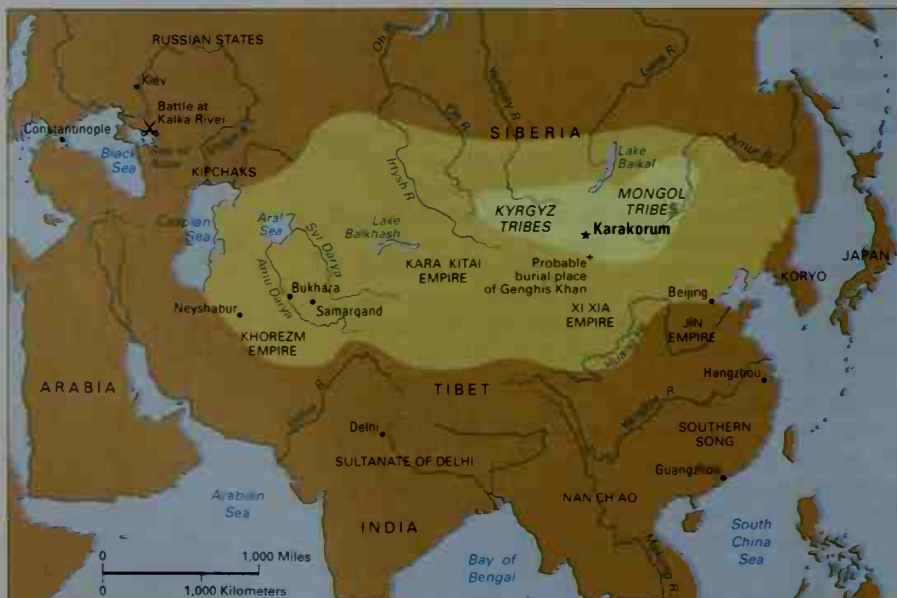 RUSSIAN STATES
Kiev
Battle at
Kalka River
Constantinople
Black
Sea
KIPCHAKS
Caspian
Sea
Aral
Sea
Syr Darya
Amu Darya
Lake
Balkhash
Irtysh R
Ob
Yenisey R
Lena R
SIBERIA
Lake
Baikal
Amur R
KYRGYZ
TRIBES
MONGOL
TRIBES
Karakorum
Probable
burial place
of Genghis Khan
KARA KITAI
EMPIRE
Bukhara
Samarqand
Neyshabur
KHOREZM
EMPIRE
XI XIA
EMPIRE
Beijing
JIN
EMPIRE
KORYO
JAPAN
ARABIA
TIBET
Hangzhou
Yangtze R
SOUTHERN
SONG
Guangzhou
Delhi
SULTANATE OF DELHI
NAN CHAO
INDIA
Arabian
Sea
Bay of
Bengal
South
China
Sea
Mekong R
0
1,000 Miles
0
1,000 Kilometers